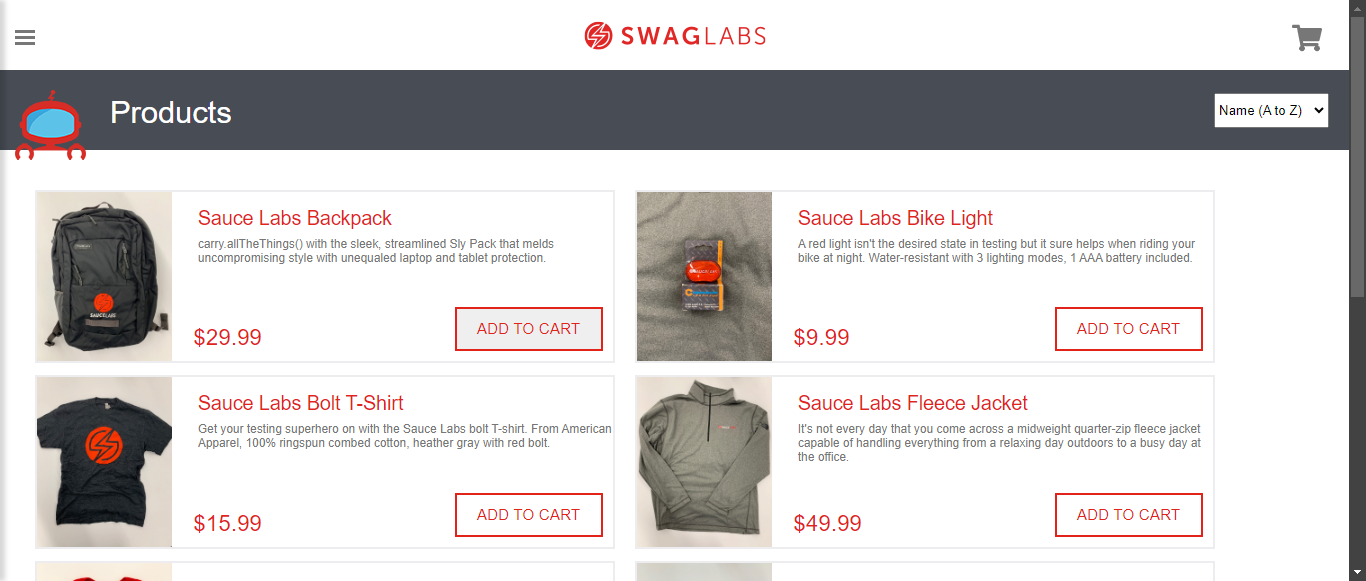 SWAGLABS
Products
Name (A to Z)
Sauce Labs Backpack
carry.allTheThings() with the sleek, streamlined Sly Pack that melds
uncompromising style with unequaled laptop and tablet protection.
$29.99
ADD TO CART
SAUCELABS
Sauce Labs Bike Light
A red light isn't the desired state in testing but it sure helps when riding your
bike at night. Water-resistant with 3 lighting modes, 1 AAA battery included.
$9.99
ADD TO CART
Sauce Labs Bolt T-Shirt
Get your testing superhero on with the Sauce Labs bolt T-shirt. From American
Apparel, 100% ringspun combed cotton, heather gray with red bolt.
$15.99
ADD TO CART
Sauce Labs Fleece Jacket
It's not every day that you come across a midweight quarter-zip fleece jacket
capable of handling everything from a relaxing day outdoors to a busy day at
the office.
$49.99
ADD TO CART